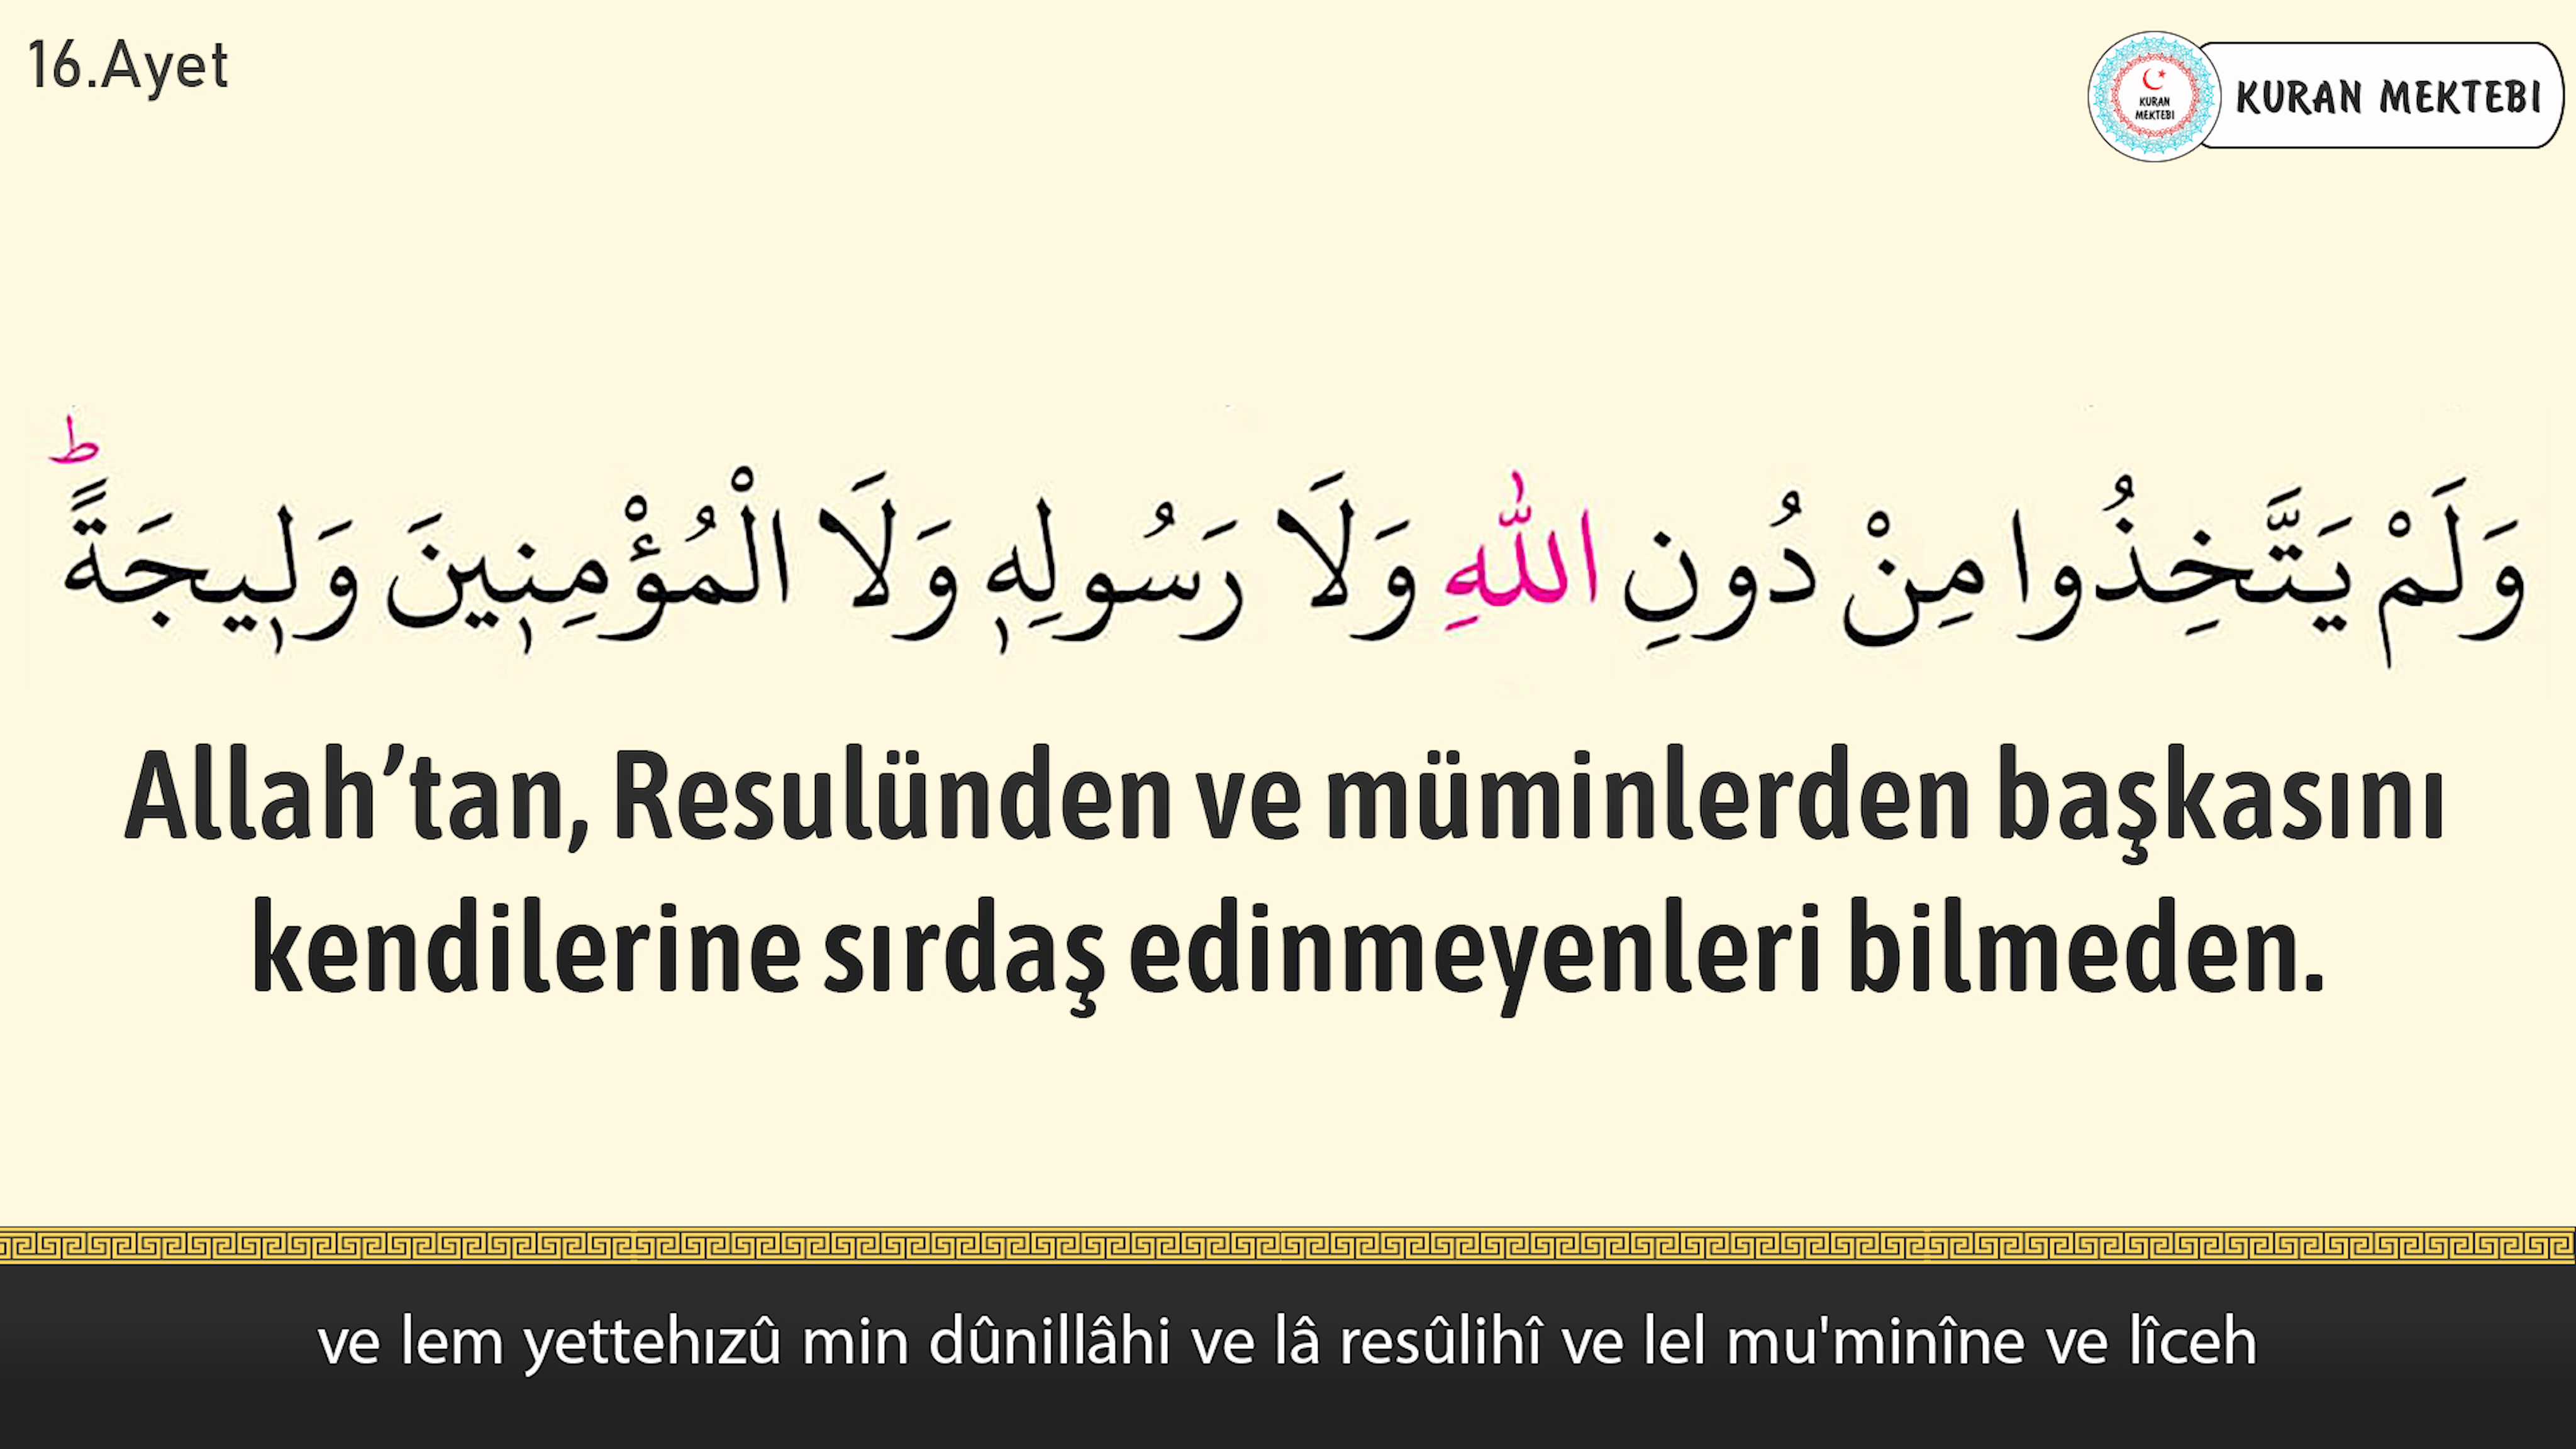 16.Ayet
KURAN
MEKTEBI
KURAN MEKTEBI
وَلَمْ يَتَّخِذُوا مِنْ دُونِ اللّٰهِ وَلَا رَسُولِهٖ وَلَا الْمُؤْمِنٖينَ وَلٖيجَةًؕ
Allah’tan, Resulünden ve müminlerden başkasını
kendilerine sırdaş edinmeyenleri bilmeden.
ve lem yettehızû min dûnillâhi ve lâ resûlihî ve lel mu'minîne ve lîceh